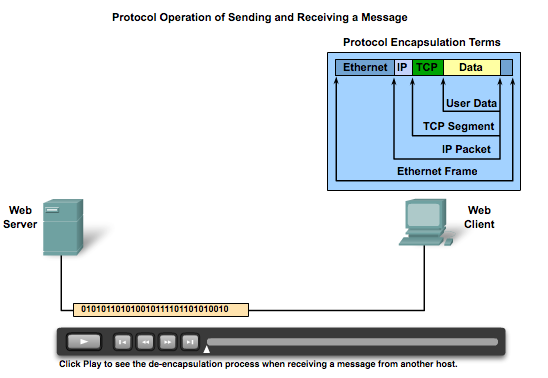 Protocol Operation of Sending and Receiving a Message
Protocol Encapsulation Terms
Ethernet IP TCP Data
User Data
TCP Segment
IP Packet
Ethernet Frame
Web
Server
Web
Client
010101101010010111101101010010
Click Play to see the de-encapsulation process when receiving a message from another host.